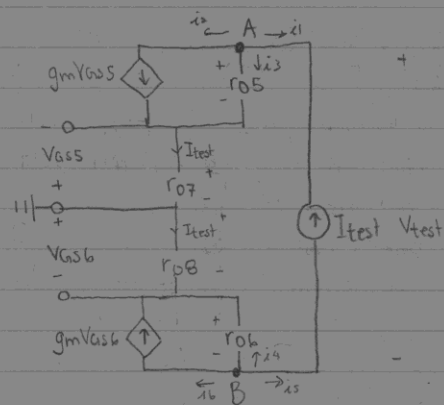 i2 A i1
+ ↓i3 +
gmVGS5 ro5
-
-
Itest
VGS5
+
ro7
+ -
+ Itest +
Itest Vtest
VGS6
ro8 -
-
+
gmVGS6 ro6
- ↑i4 -
i6 B i5